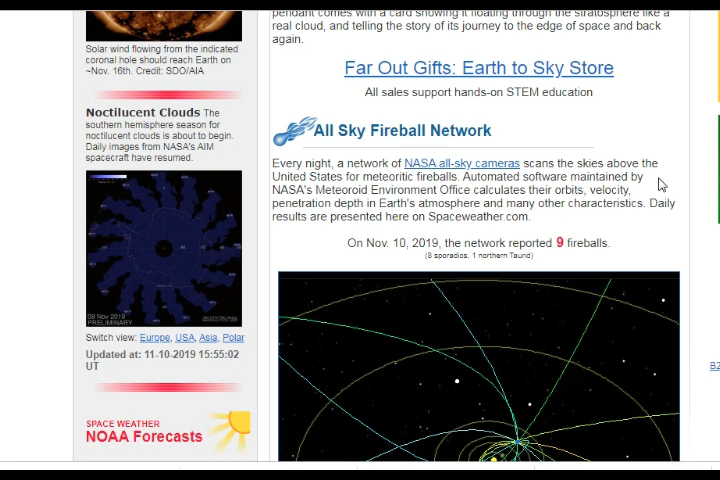 Solar wind flowing from the indicated
coronal hole should reach Earth on
~Nov. 16th. Credit: SDO/AIA
Noctilucent Clouds The
southern hemisphere season for
noctilucent clouds is about to begin.
Daily images from NASA's AIM
spacecraft have resumed.
08 Nov 2019
PRELIMINARY
Switch view: Europe, USA, Asia, Polar
Updated at: 11-10-2019 15:55:02
UT
SPACE WEATHER
NOAA Forecasts
pendant comes with a card showing it floating through the stratosphere like a
real cloud, and telling the story of its journey to the edge of space and back
again.
Far Out Gifts: Earth to Sky Store
All sales support hands-on STEM education
All Sky Fireball Network
Every night, a network of NASA all-sky cameras scans the skies above the
United States for meteoritic fireballs. Automated software maintained by
NASA's Meteoroid Environment Office calculates their orbits, velocity,
penetration depth in Earth's atmosphere and many other characteristics. Daily
results are presented here on Spaceweather.com.
On Nov. 10, 2019, the network reported 9 fireballs.
(8 sporadics, 1 northern Taurid)
B2